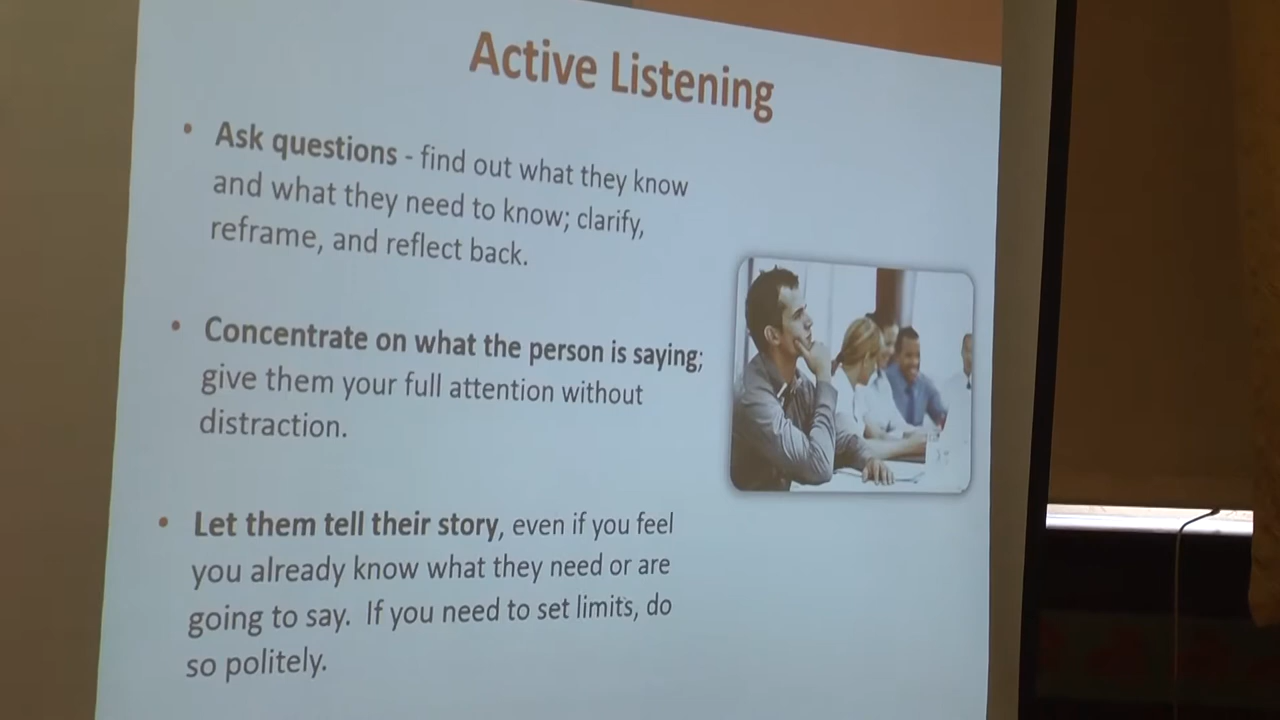 Active Listening
• Ask questions - find out what they know
and what they need to know; clarify,
reframe, and reflect back.
• Concentrate on what the person is saying;
give them your full attention without
distraction.
• Let them tell their story, even if you feel
you already know what they need or are
going to say. If you need to set limits, do
so politely.